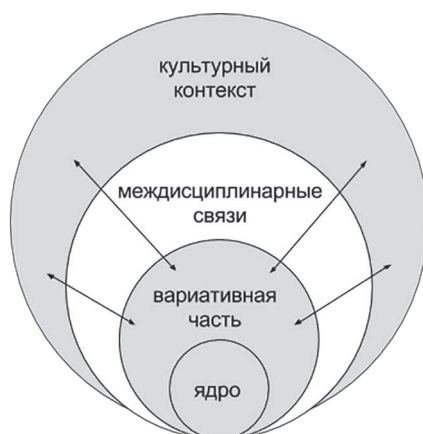 культурный
контекст
междисциплинарные
связи
вариативная
часть
ядро